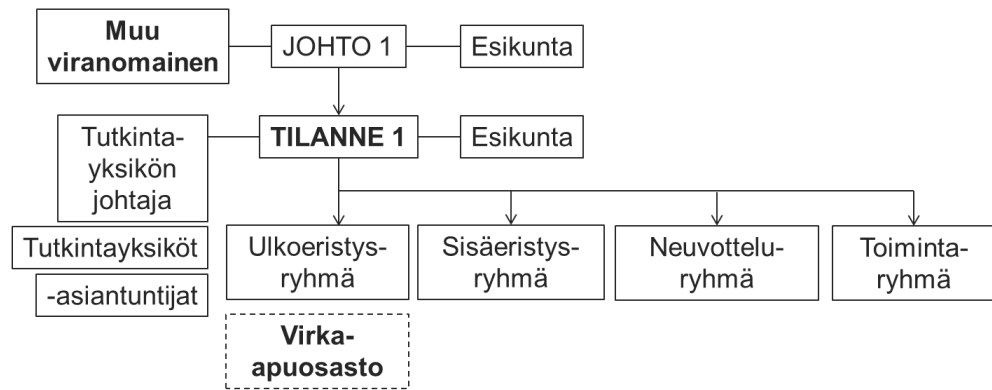 Muu
viranomainen
JOHTO 1
Esikunta
Tutkinta-
yksikön
johtaja
TILANNE 1
Esikunta
Tutkintayksiköt
-asiantuntijat
Ulkoeristys-
ryhmä
Sisäeristys-
ryhmä
Neuvottelu-
ryhmä
Toiminta-
ryhmä
Virka-
apuosasto